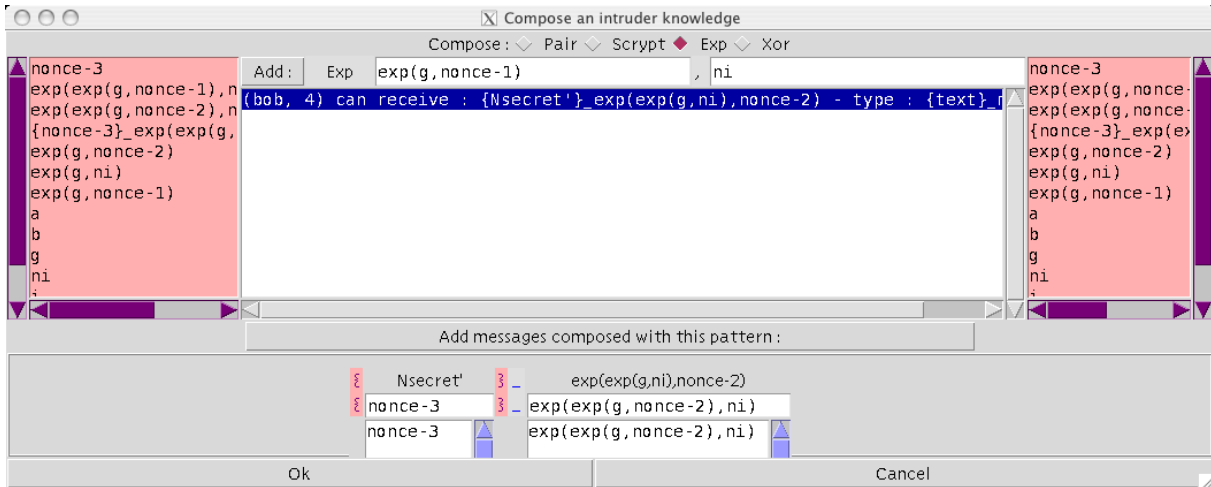 Compose an intruder knowledge
Compose : Pair Scrypt Exp Xor
nonce-3
exp(exp(g,nonce-1),n
exp(exp(g,nonce-2),n
{nonce-3}_exp(exp(g,
exp(g,nonce-2)
exp(g,ni)
exp(g,nonce-1)
a
b
g
ni
Add : Exp exp(g,nonce-1) , ni
(bob, 4) can receive : {Nsecret'}_exp(exp(g,ni),nonce-2) - type : {text}_
nonce-3
exp(exp(g,nonce-
exp(exp(g,nonce-
{nonce-3}_exp(ex
exp(g,nonce-2)
exp(g,ni)
exp(g,nonce-1)
a
b
g
ni
Add messages composed with this pattern :
{ Nsecret' } _ exp(exp(g,ni),nonce-2)
{ nonce-3 } _ exp(exp(g,nonce-2),ni)
nonce-3 exp(exp(g,nonce-2),ni)
Ok Cancel